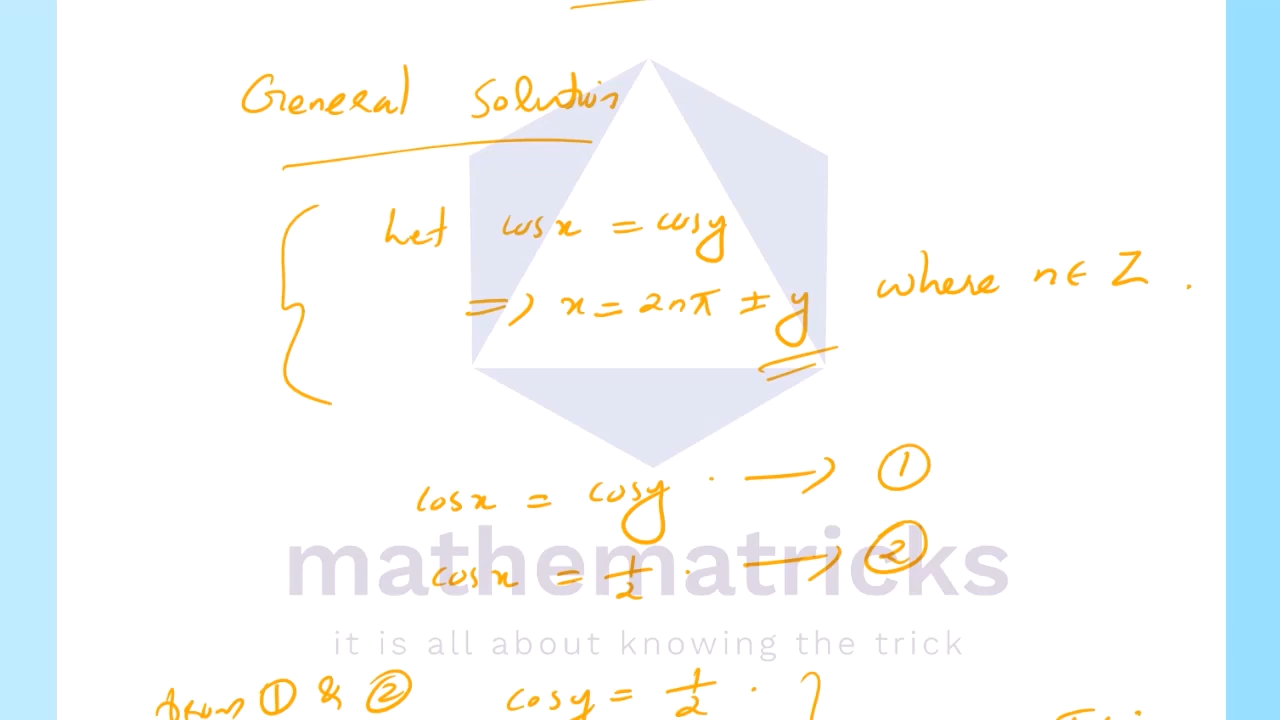 General Solution
Let cosx = cosy
=> x = 2nπ ± y where n ∈ Z .
cosx = cosy . → ①
mathematricks
cosx = 1/2 . → ②
it is all about knowing the trick
from ① & ② cosy = 1/2 . }